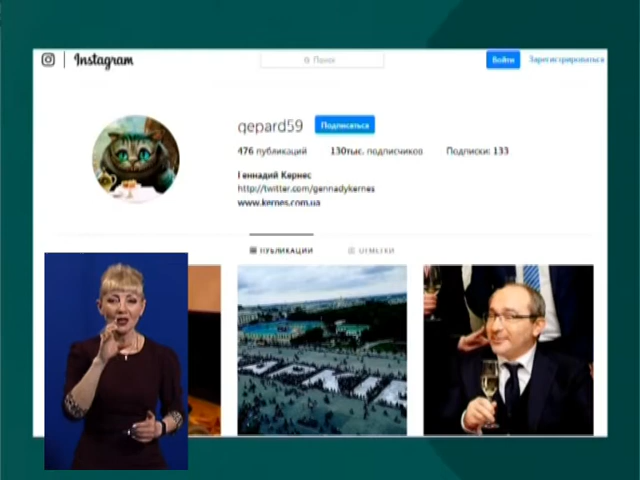 Instagram
Поиск
Войти
Зарегистрироваться
gepard59
Подписаться
476 публикаций 130тыс. подписчиков Подписки: 133
Геннадий Кернес
http://twitter.com/gennadykernes
www.kernes.com.ua
ПУБЛИКАЦИИ
ОТМЕТКИ